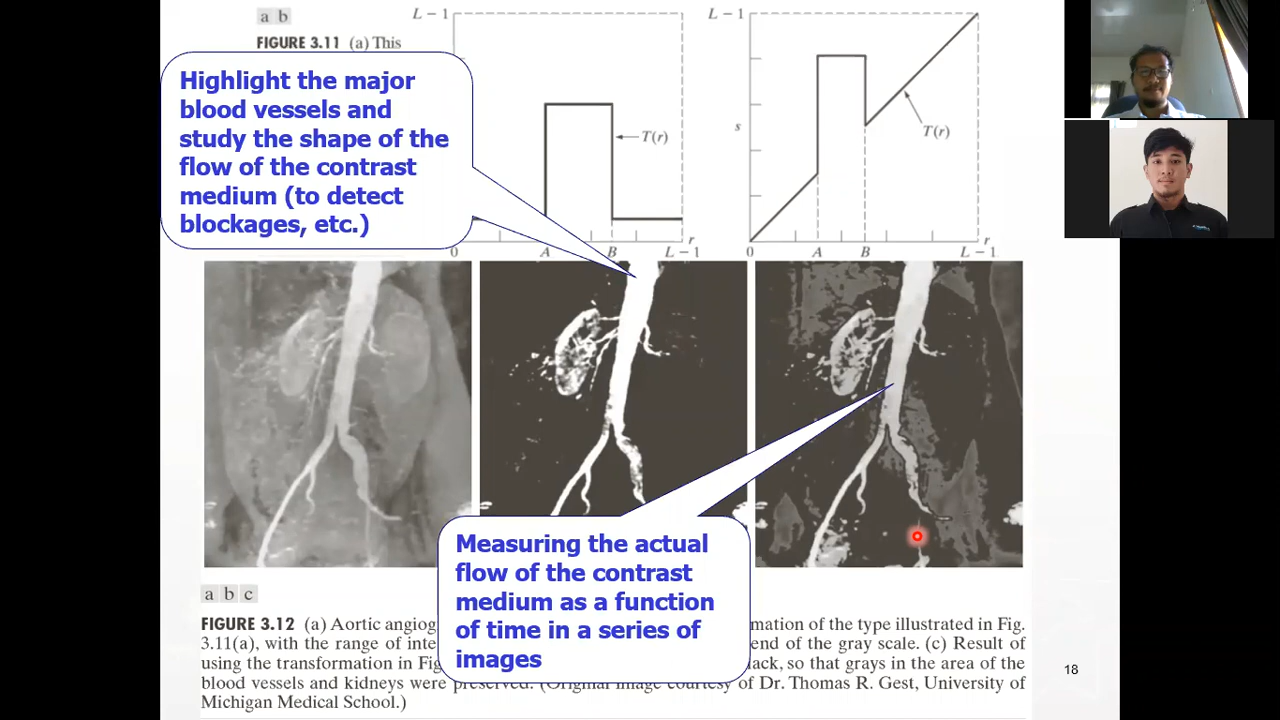 a b
FIGURE 3.11 (a) This
Highlight the major
blood vessels and
study the shape of the
flow of the contrast
medium (to detect
blockages, etc.)
L – 1
T(r)
0 A B L – 1 r
L – 1
s
T(r)
0 A B L – 1 r
Measuring the actual
flow of the contrast
medium as a function
of time in a series of
images
a b c
FIGURE 3.12 (a) Aortic angiog mation of the type illustrated in Fig.
3.11(a), with the range of inte end of the gray scale. (c) Result of
using the transformation in Fig lack, so that grays in the area of the
blood vessels and kidneys were preserved. (Original image courtesy of Dr. Thomas R. Gest, University of
Michigan Medical School.)
18